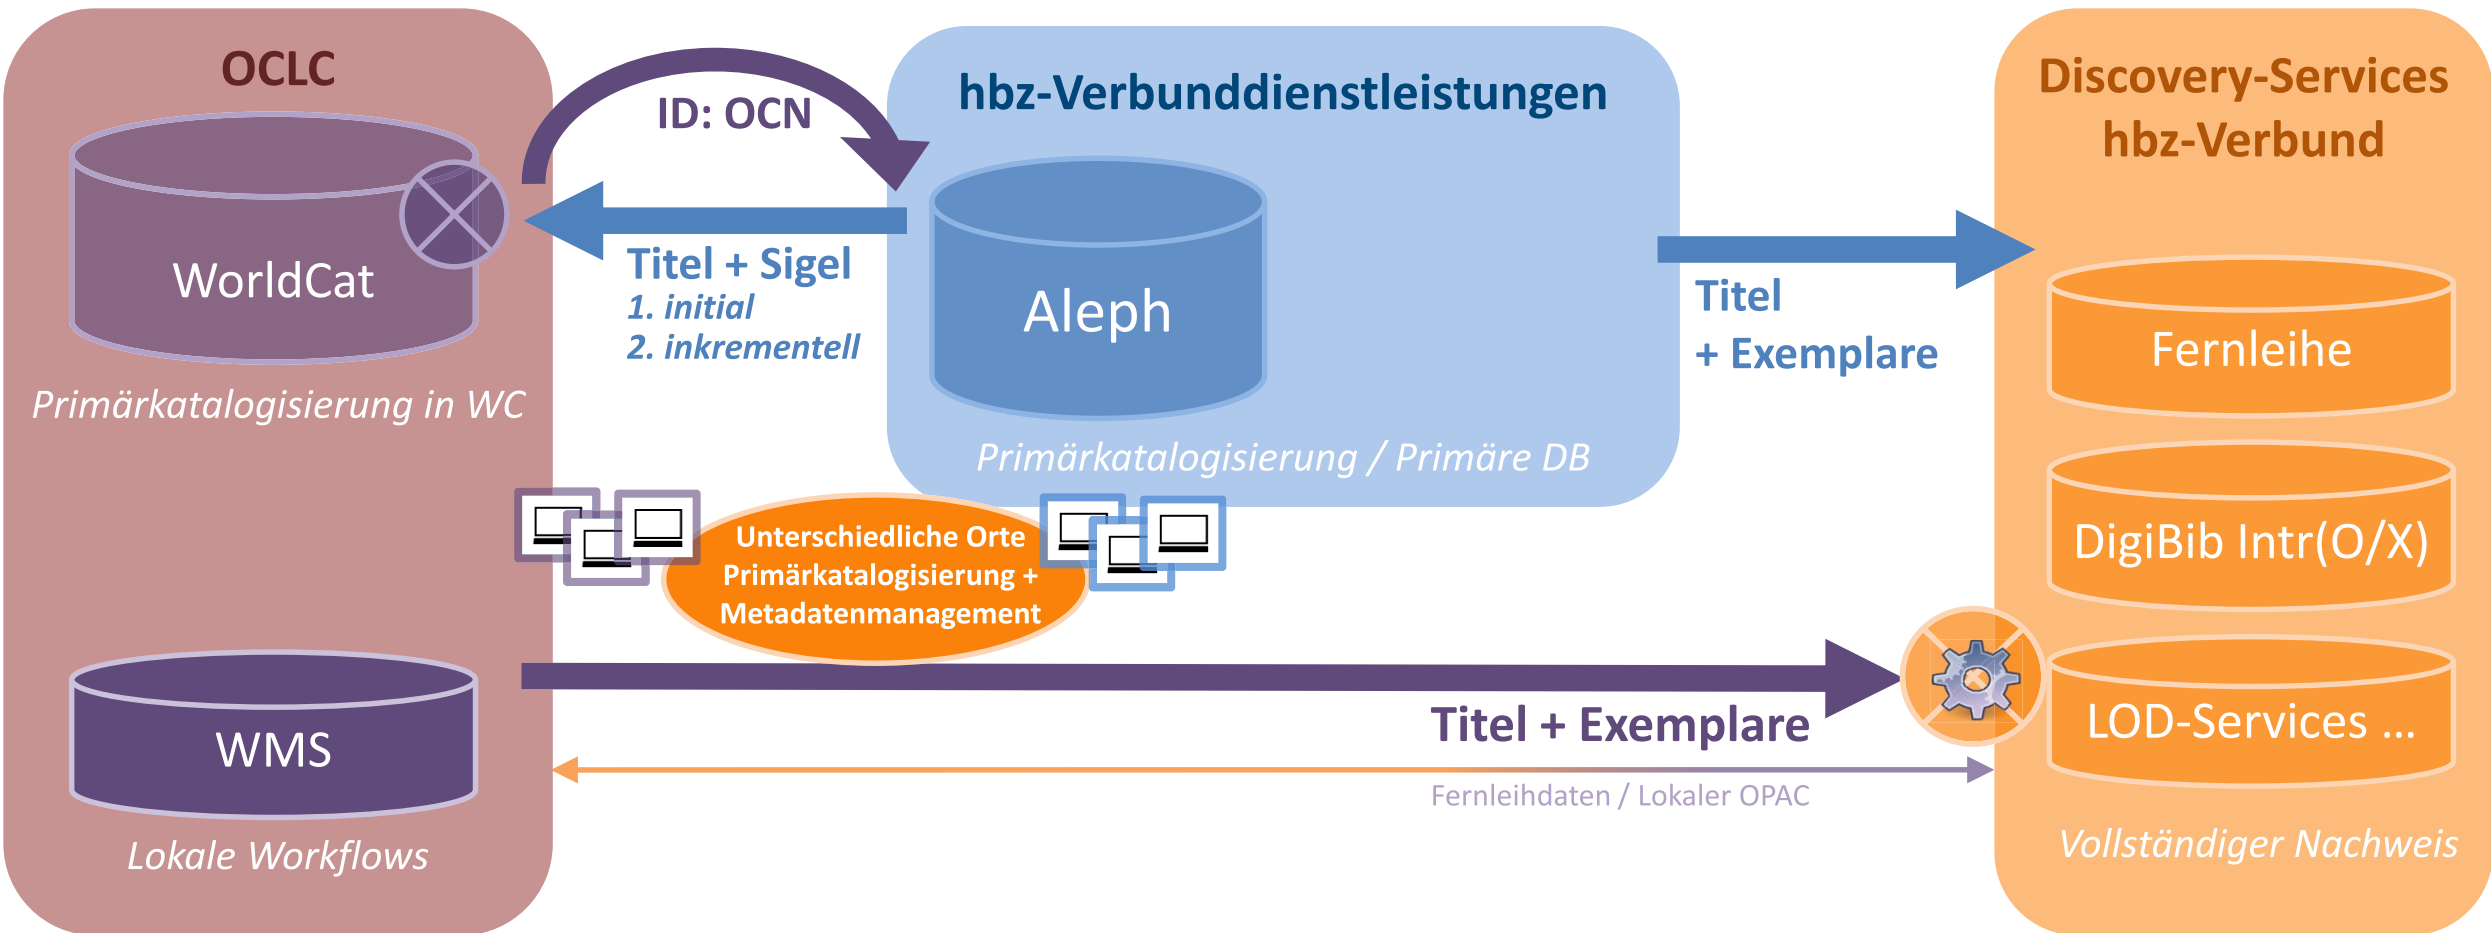 OCLC
WorldCat
Primärkatalogisierung in WC
WMS
Lokale Workflows
ID: OCN
Titel + Sigel
1. initial
2. inkrementell
hbz-Verbunddienstleistungen
Aleph
Primärkatalogisierung / Primäre DB
Unterschiedliche Orte
Primärkatalogisierung +
Metadatenmanagement
Titel
+ Exemplare
Titel + Exemplare
Fernleihdaten / Lokaler OPAC
Discovery-Services
hbz-Verbund
Fernleihe
DigiBib Intr(O/X)
LOD-Services ...
Vollständiger Nachweis